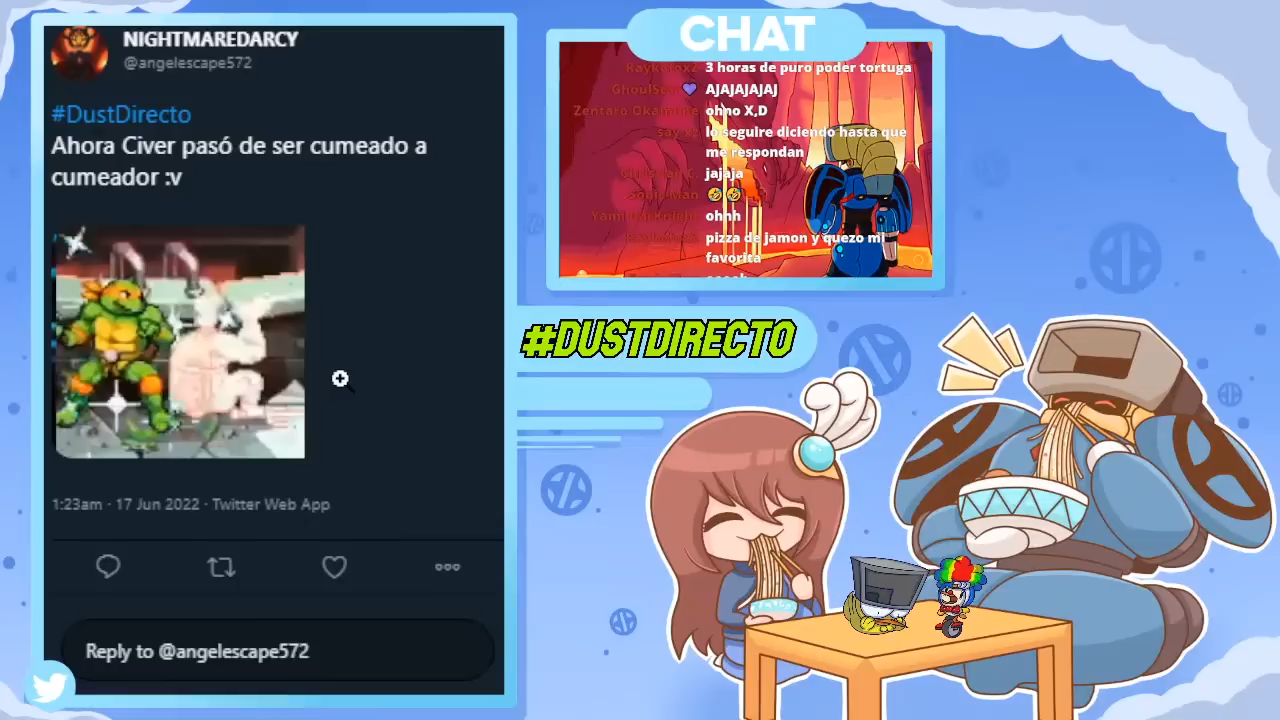 NIGHTMAREDARCY
@angelescape572
#DustDirecto
Ahora Civer pasó de ser cumeado a
cumeador :v
1:23am · 17 Jun 2022 · Twitter Web App
Reply to @angelescape572
CHAT
3 horas de puro poder tortuga
AJAJAJAJAJ
ohno X,D
lo seguire diciendo hasta que
me respondan
jajaja
ohhh
pizza de jamon y quezo mi
favorita
#DUSTDIRECTO